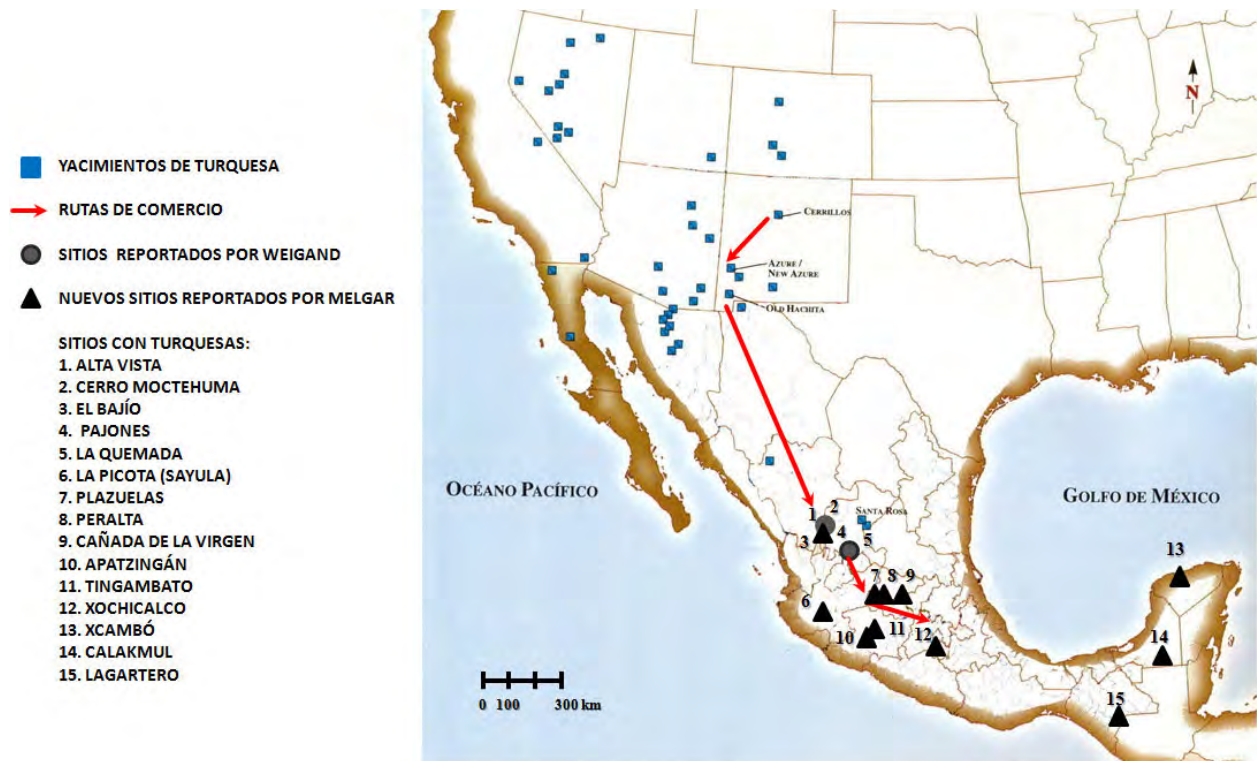 YACIMIENTOS DE TURQUESA
RUTAS DE COMERCIO
SITIOS REPORTADOS POR WEIGAND
NUEVOS SITIOS REPORTADOS POR MELGAR
SITIOS CON TURQUESAS:
1. ALTA VISTA
2. CERRO MOCTEHUMA
3. EL BAJÍO
4. PAJONES
5. LA QUEMADA
6. LA PICOTA (SAYULA)
7. PLAZUELAS
8. PERALTA
9. CAÑADA DE LA VIRGEN
10. APATZINGÁN
11. TINGAMBATO
12. XOCHICALCO
13. XCAMBÓ
14. CALAKMUL
15. LAGARTERO
N
CERRILLOS
AZURE /
NEW AZURE
OLD HACHITA
OCÉANO PACÍFICO
GOLFO DE MÉXICO
SANTA ROSA
1
2
3
4
5
6
7
8
9
10
11
12
13
14
15
0 100 300 km